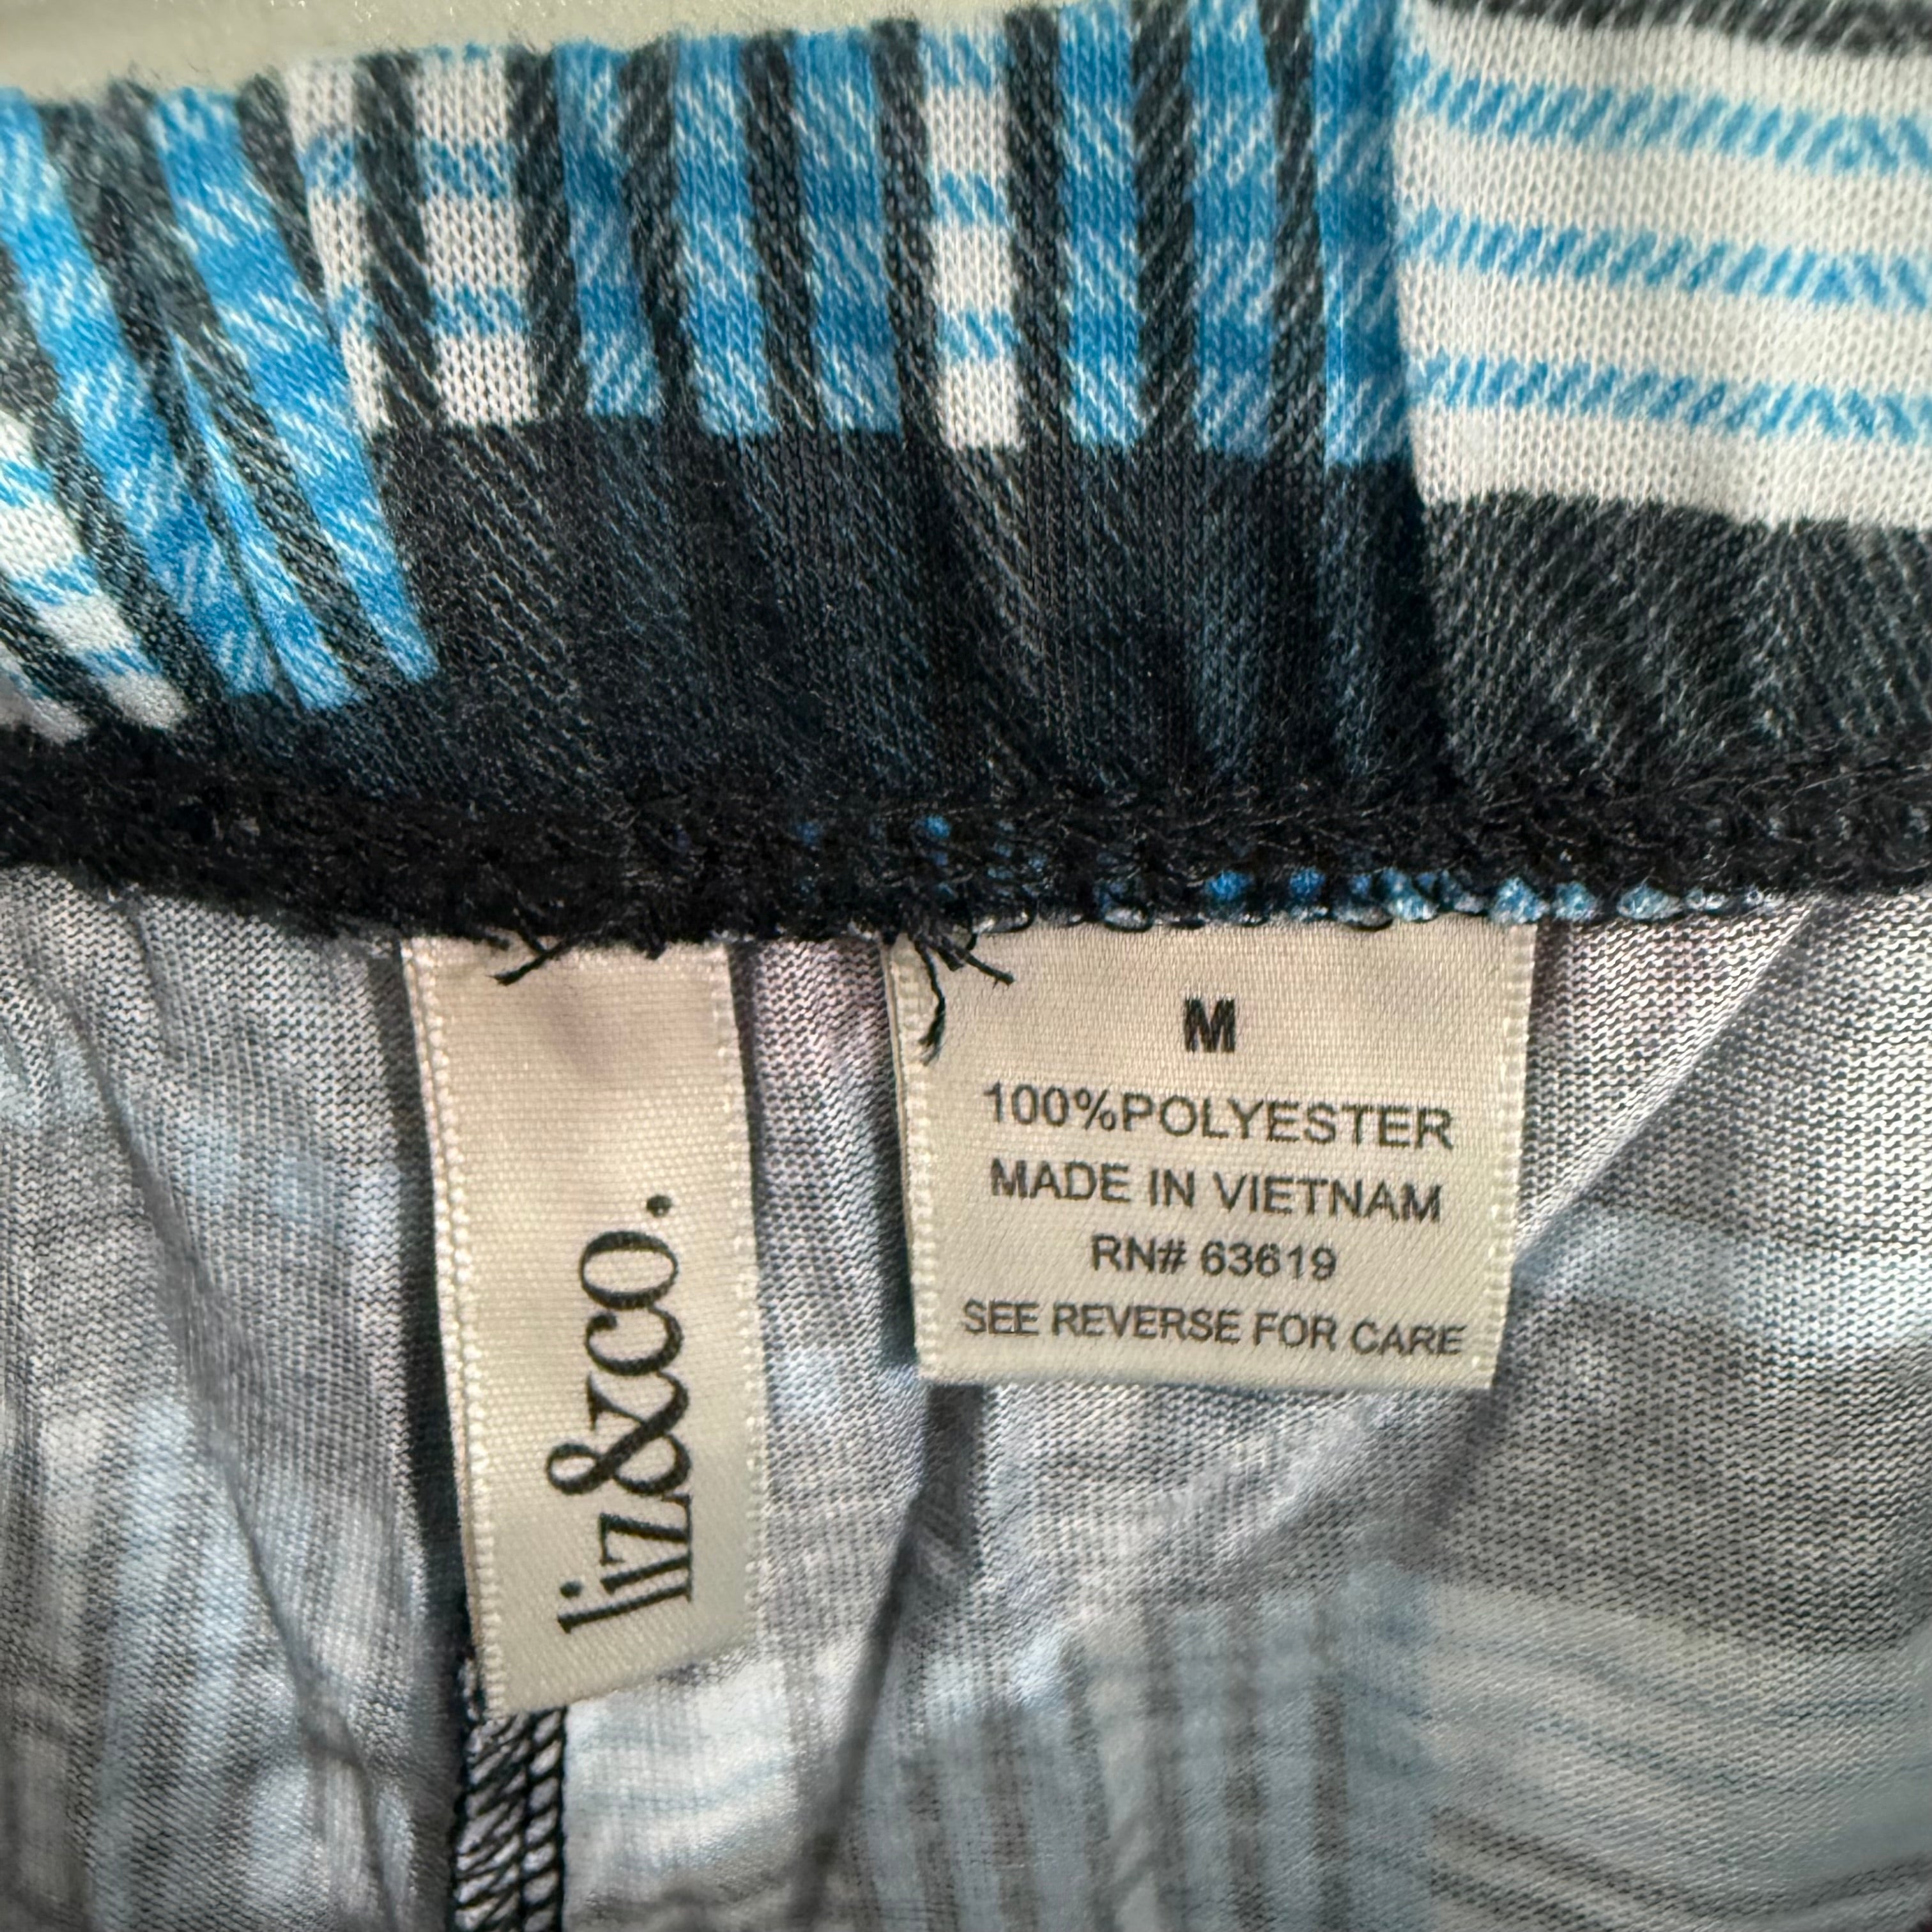 liz&co.
M
100%POLYESTER
MADE IN VIETNAM
RN# 63619
SEE REVERSE FOR CARE